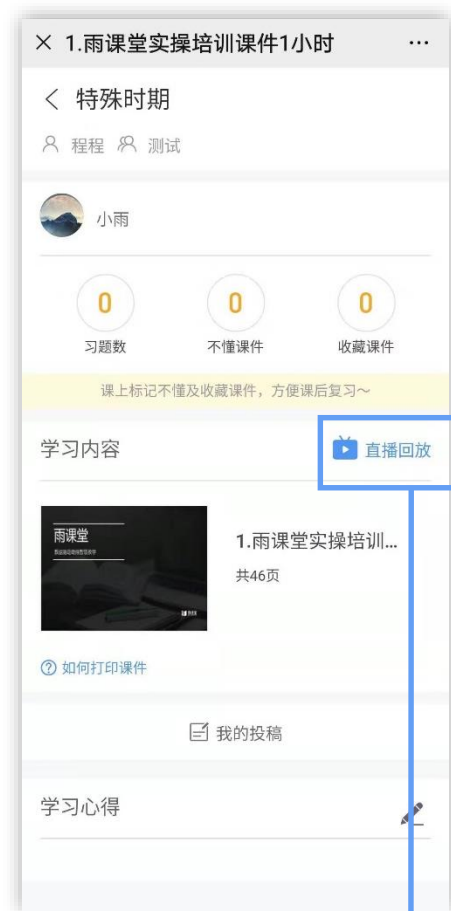 1.雨课堂实操培训课件1小时
特殊时期
程程 测试
小雨
0 0 0
习题数 不懂课件 收藏课件
课上标记不懂及收藏课件，方便课后复习～
学习内容 直播回放
雨课堂
1.雨课堂实操培训...
共46页
如何打印课件
我的投稿
学习心得